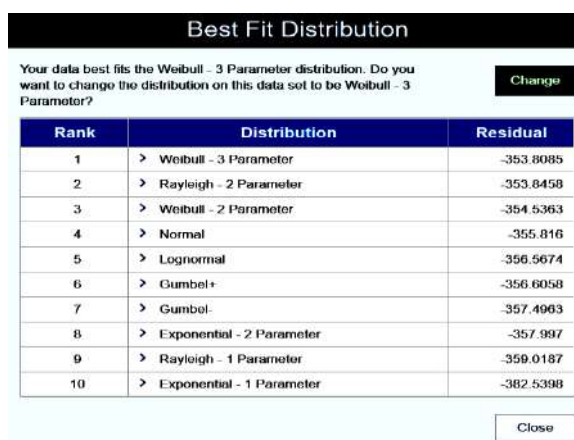 Best Fit Distribution
Your data best fits the Weibull - 3 Parameter distribution. Do you
want to change the distribution on this data set to be Weibull - 3
Parameter?
Change
Rank Distribution Residual
1 > Weibull - 3 Parameter -353.8085
2 > Rayleigh - 2 Parameter -353.8458
3 > Weibull - 2 Parameter -354.5363
4 > Normal -355.816
5 > Lognormal -356.5674
6 > Gumbel+ -356.6058
7 > Gumbel- -357.4963
8 > Exponential - 2 Parameter -357.997
9 > Rayleigh - 1 Parameter -359.0187
10 > Exponential - 1 Parameter -382.5398
Close